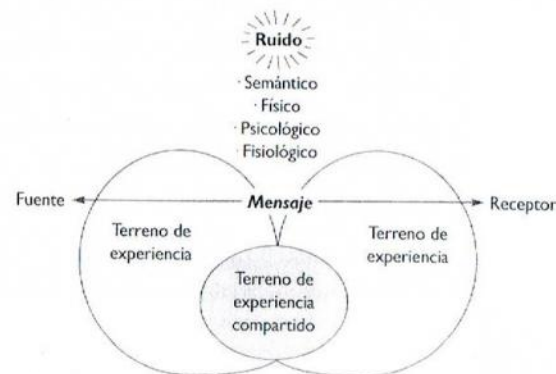 Ruido
· Semántico
· Físico
· Psicológico
· Fisiológico
Fuente
Mensaje
Receptor
Terreno de
experiencia
Terreno de
experiencia
Terreno de
experiencia
compartido